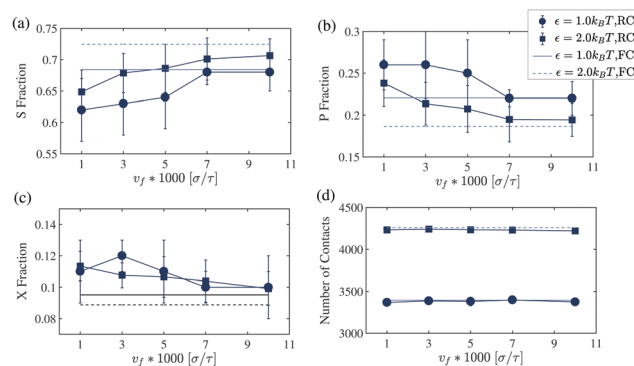 (a)
S Fraction
0.75
0.7
0.65
0.6
0.55
1 3 5 7 9 11
v_f * 1000 [σ/τ]
(b)
P Fraction
0.3
0.25
0.2
0.15
1 3 5 7 9 11
v_f * 1000 [σ/τ]
ϵ = 1.0k_BT,RC
ϵ = 2.0k_BT,RC
ϵ = 1.0k_BT,FC
ϵ = 2.0k_BT,FC
(c)
X Fraction
0.14
0.12
0.1
0.08
1 3 5 7 9 11
v_f * 1000 [σ/τ]
(d)
Number of Contacts
4500
4000
3500
3000
1 3 5 7 9 11
v_f * 1000 [σ/τ]